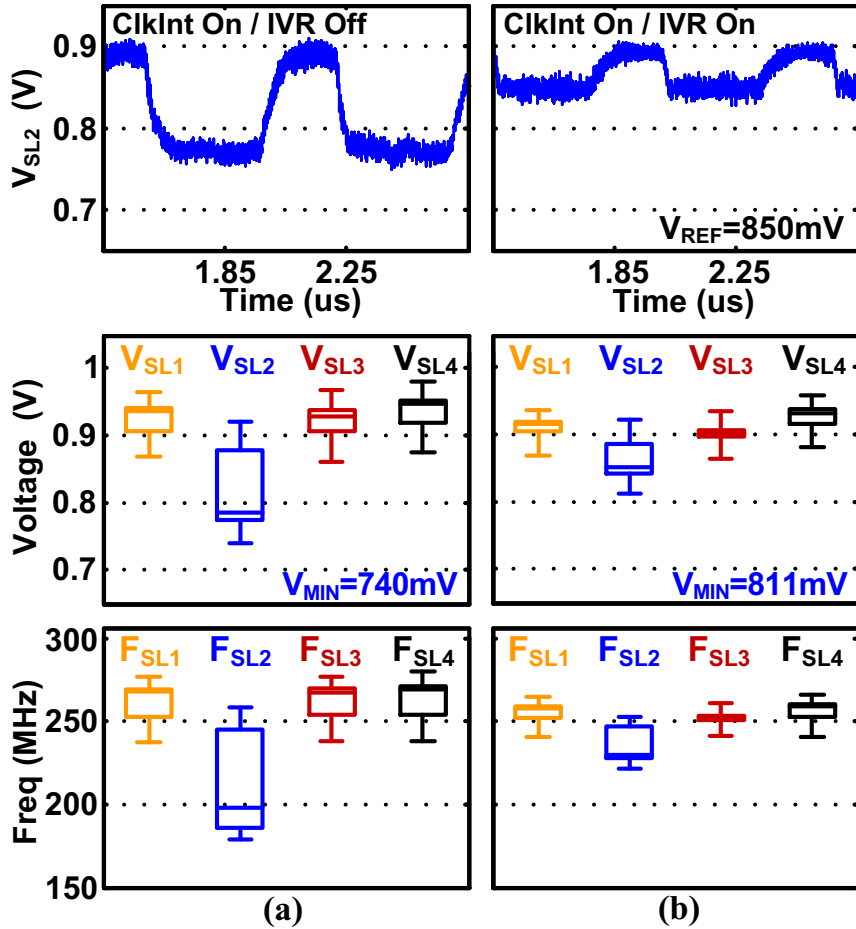 ClkInt On / IVR Off
ClkInt On / IVR On
0.9
0.8
0.7
V_SL2 (V)
V_REF=850mV
1.85 2.25
Time (us)
1.85 2.25
Time (us)
V_SL1 V_SL2 V_SL3 V_SL4
V_SL1 V_SL2 V_SL3 V_SL4
1
0.9
0.8
0.7
Voltage (V)
V_MIN=740mV
V_MIN=811mV
F_SL1 F_SL2 F_SL3 F_SL4
F_SL1 F_SL2 F_SL3 F_SL4
300
250
200
150
Freq (MHz)
(a)
(b)